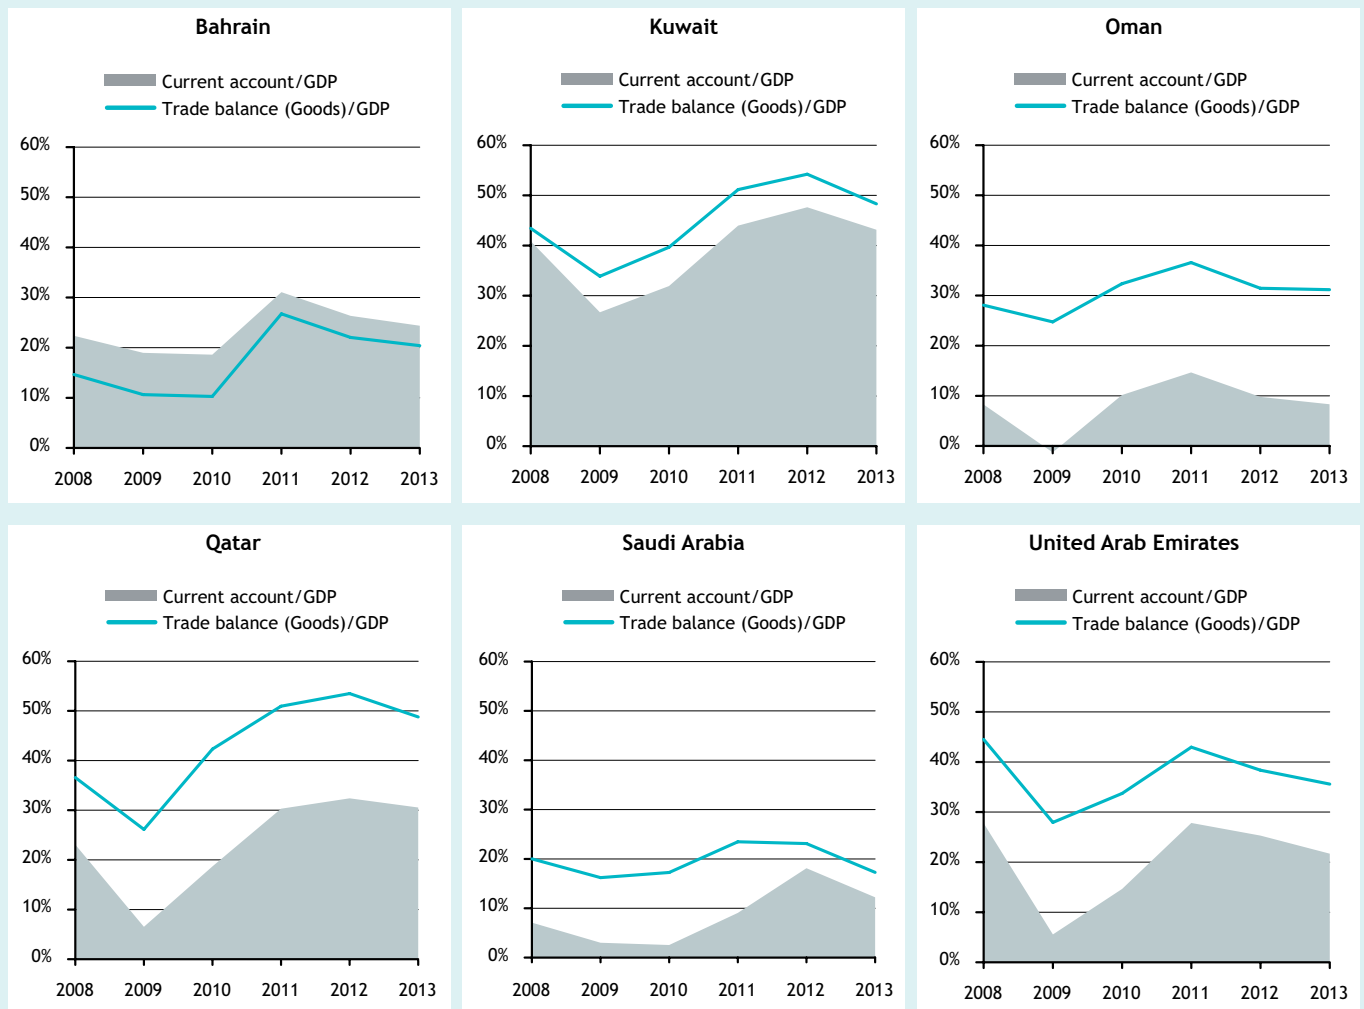 Bahrain
Current account/GDP
Trade balance (Goods)/GDP
60%
50%
40%
30%
20%
10%
0%
2008 2009 2010 2011 2012 2013
Kuwait
Current account/GDP
Trade balance (Goods)/GDP
60%
50%
40%
30%
20%
10%
0%
2008 2009 2010 2011 2012 2013
Oman
Current account/GDP
Trade balance (Goods)/GDP
60%
50%
40%
30%
20%
10%
0%
2008 2009 2010 2011 2012 2013
Qatar
Current account/GDP
Trade balance (Goods)/GDP
60%
50%
40%
30%
20%
10%
0%
2008 2009 2010 2011 2012 2013
Saudi Arabia
Current account/GDP
Trade balance (Goods)/GDP
60%
50%
40%
30%
20%
10%
0%
2008 2009 2010 2011 2012 2013
United Arab Emirates
Current account/GDP
Trade balance (Goods)/GDP
60%
50%
40%
30%
20%
10%
0%
2008 2009 2010 2011 2012 2013